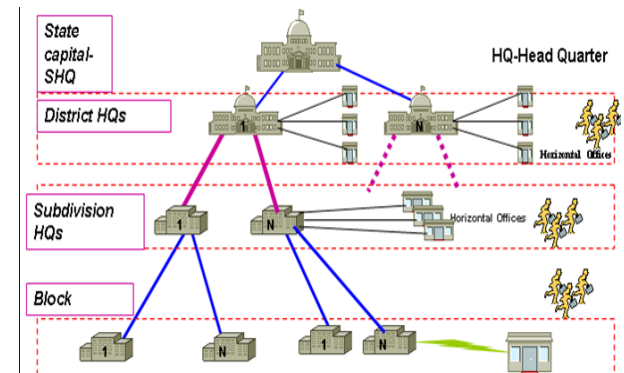 State
capital-
SHQ
HQ-Head Quarter
District HQs
1
N
Horizontal Offices
Subdivision
HQs
1
N
Horizontal Offices
Block
1
N
1
N